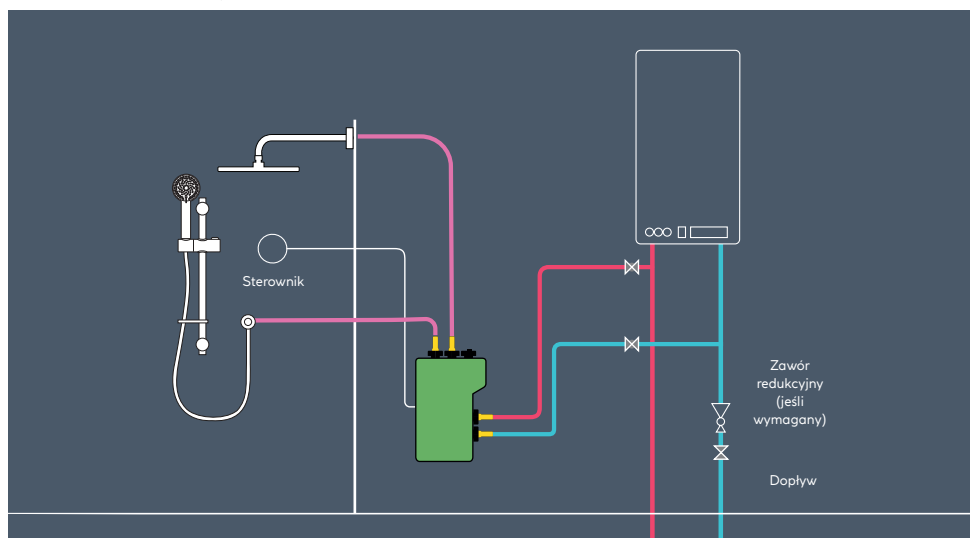 Sterownik
Zawór
redukcyjny
(jeśli
wymagany)
Dopływ